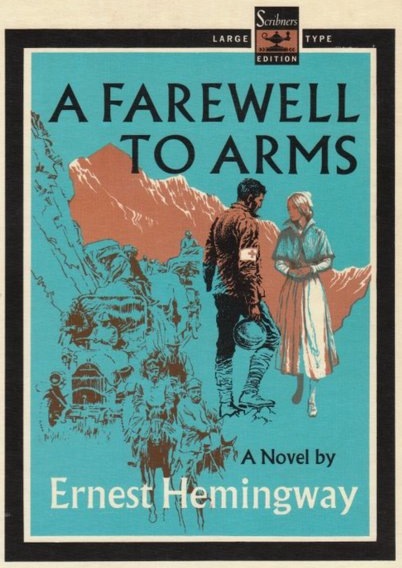 Scribners
LARGE TYPE
EDITION
A FAREWELL
TO ARMS
A Novel by
Ernest Hemingway